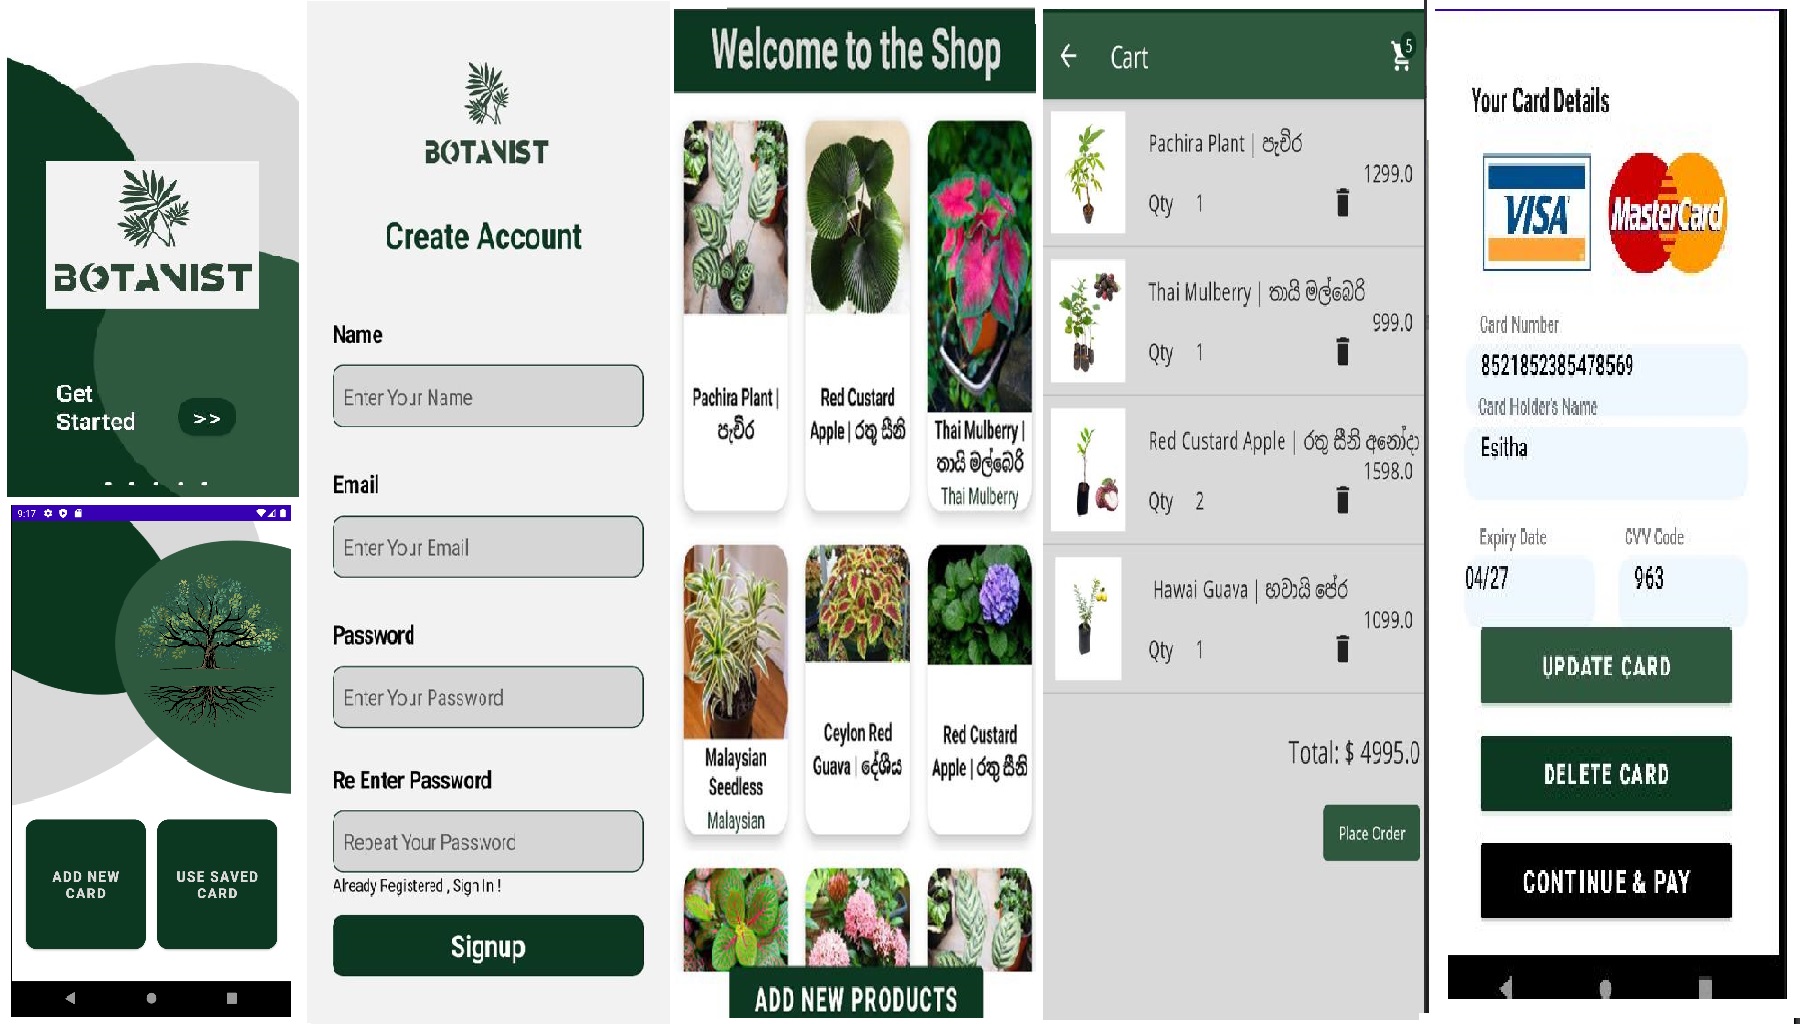 BOTANIST
Get
Started
>>
9:17
ADD NEW
CARD
USE SAVED
CARD
BOTANIST
Create Account
Name
Enter Your Name
Email
Enter Your Email
Password
Enter Your Password
Re Enter Password
Repeat Your Password
Already Registered , Sign In !
Signup
Welcome to the Shop
Pachira Plant |
පැචිර
Red Custard
Apple | රතු සීනි
Thai Mulberry |
තායි මල්බෙරි
Thai Mulberry
Malaysian
Seedless
Malaysian
Ceylon Red
Guava | දේශීය
Red Custard
Apple | රතු සීනි
ADD NEW PRODUCTS
Cart
5
Pachira Plant | පැචිර
1299.0
Qty 1
Thai Mulberry | තායි මල්බෙරි
999.0
Qty 1
Red Custard Apple | රතු සීනි අනෝදා
1598.0
Qty 2
Hawai Guava | හවායි පේර
1099.0
Qty 1
Total: $ 4995.0
Place Order
Your Card Details
VISA
MasterCard
Card Number
8521852385478569
Card Holder's Name
Esitha
Expiry Date
CVV Code
04/27
963
UPDATE CARD
DELETE CARD
CONTINUE & PAY